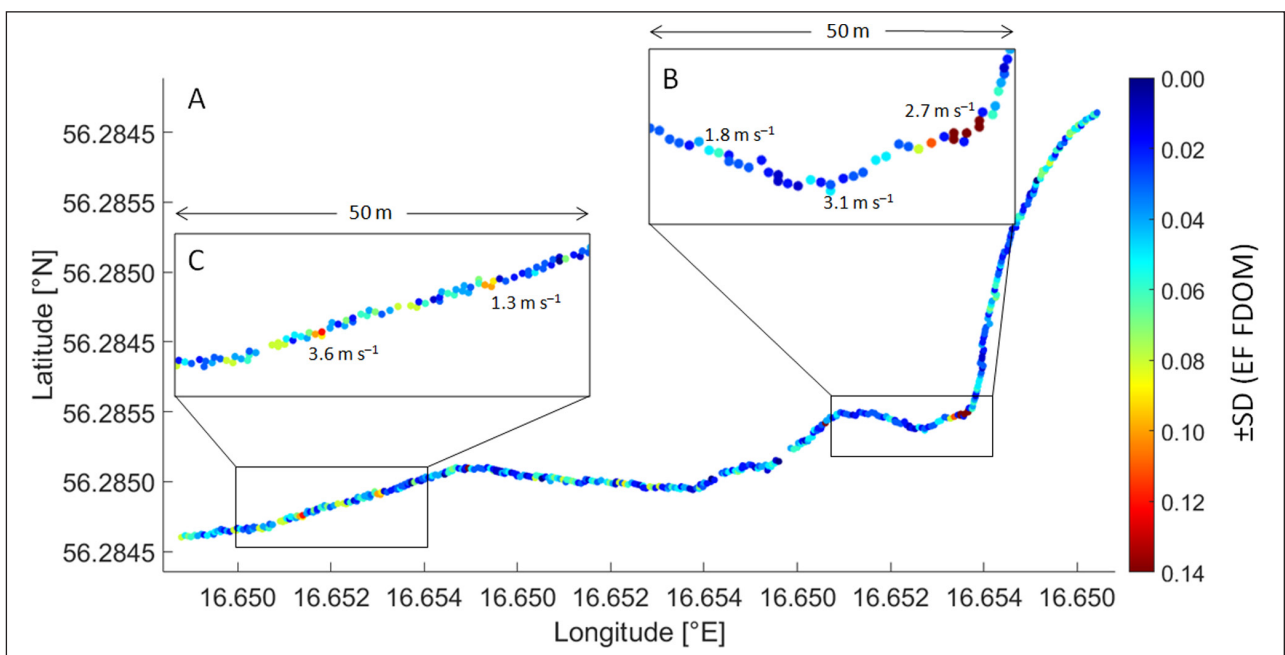 50 m
A
B
2.7 m s⁻¹
1.8 m s⁻¹
3.1 m s⁻¹
50 m
C
1.3 m s⁻¹
3.6 m s⁻¹
56.2845
56.2855
56.2850
56.2845
56.2855
56.2850
56.2845
Latitude [°N]
16.650 16.652 16.654 16.650 16.652 16.650 16.652 16.654 16.650
Longitude [°E]
0.00
0.02
0.04
0.06
0.08
0.10
0.12
0.14
±SD (EF FDOM)